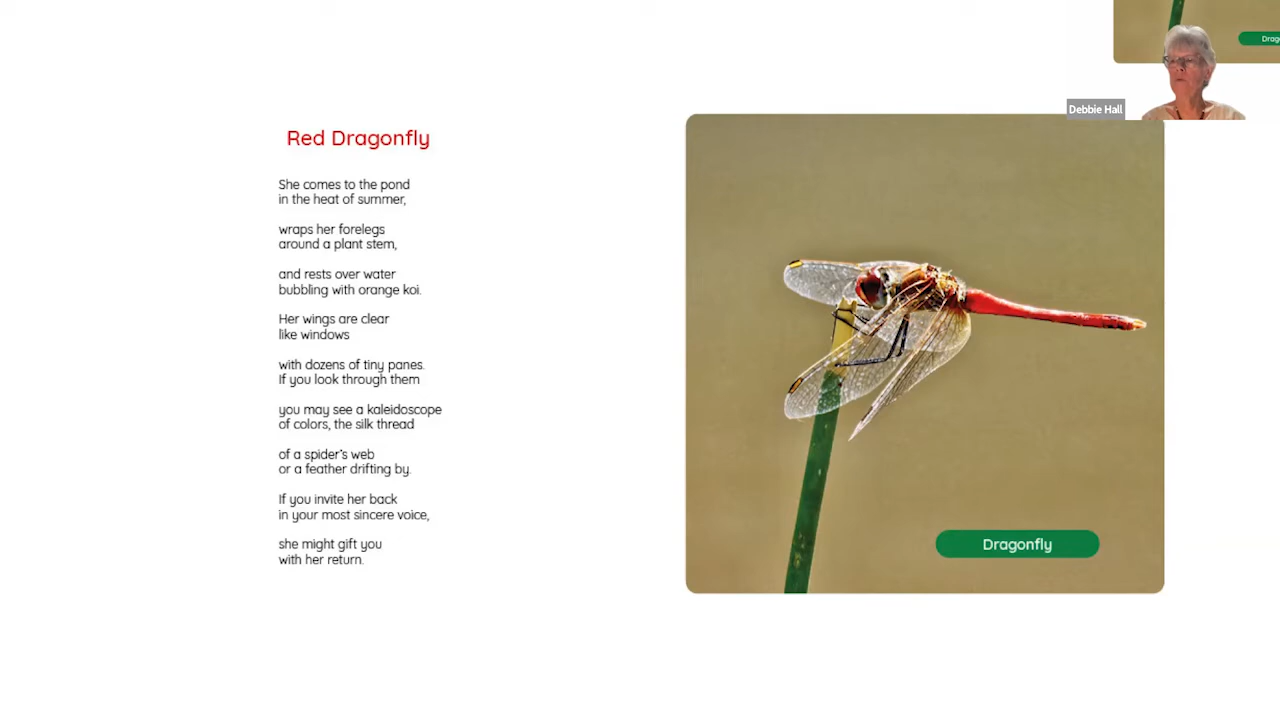 Drag
Debbie Hall
Red Dragonfly
She comes to the pond
in the heat of summer,
wraps her forelegs
around a plant stem,
and rests over water
bubbling with orange koi.
Her wings are clear
like windows
with dozens of tiny panes.
If you look through them
you may see a kaleidoscope
of colors, the silk thread
of a spider's web
or a feather drifting by.
If you invite her back
in your most sincere voice,
she might gift you
with her return.
Dragonfly